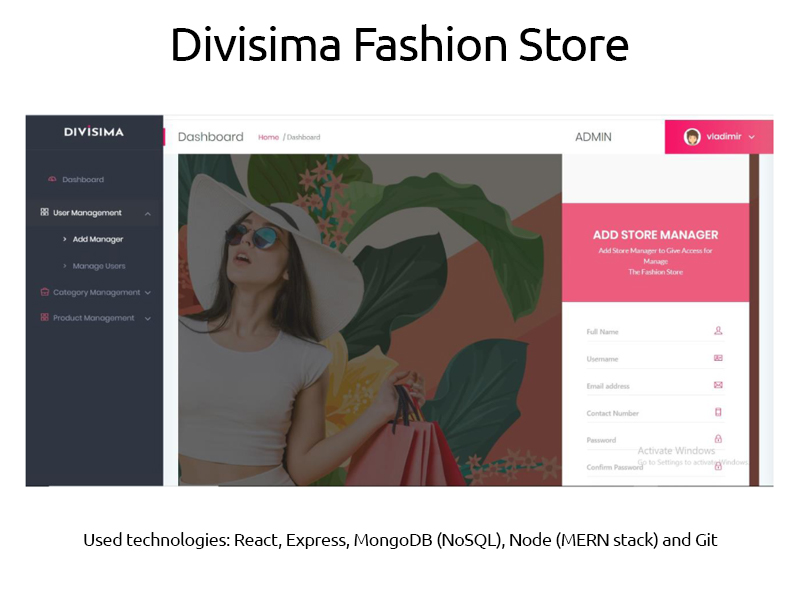 Divisima Fashion Store
DIVISIMA
Dashboard
Home / Dashboard
ADMIN
vladimir
Dashboard
User Management
Add Manager
Manage Users
Category Management
Product Management
ADD STORE MANAGER
Add Store Manager to Give Access for
Manage
The Fashion Store
Full Name
Username
Email address
Contact Number
Password
Activate Windows
Go to Settings to activate Windows.
Confirm Password
Used technologies: React, Express, MongoDB (NoSQL), Node (MERN stack) and Git